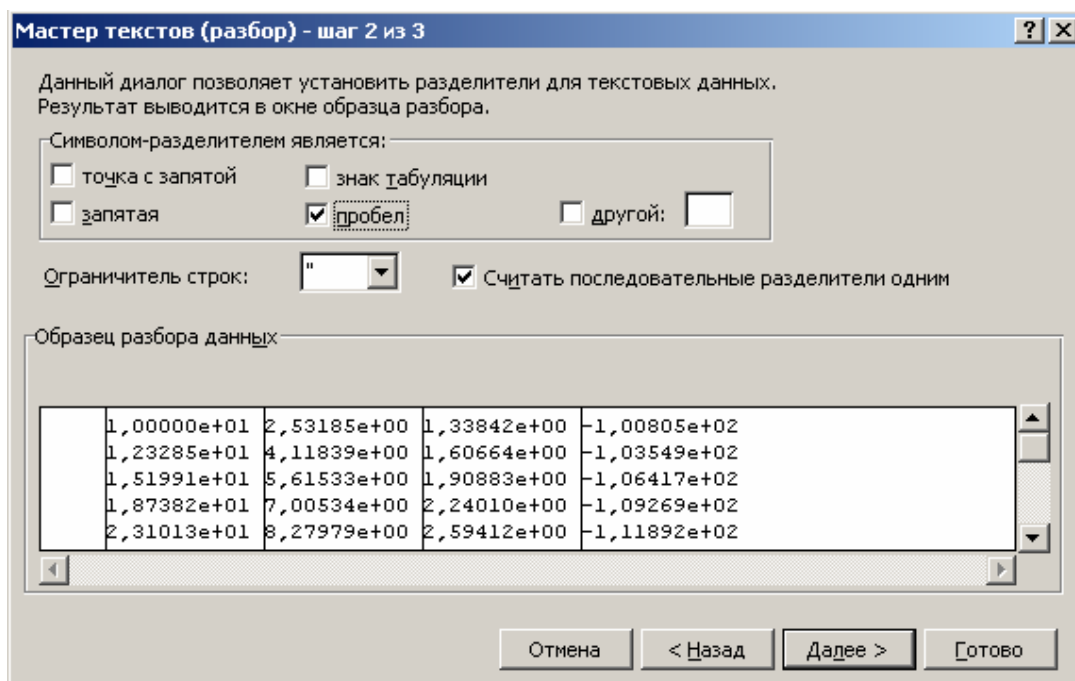 Мастер текстов (разбор) - шаг 2 из 3
Данный диалог позволяет установить разделители для текстовых данных.
Результат выводится в окне образца разбора.
Символом-разделителем является:
точка с запятой знак табуляции
запятая пробел другой:
Ограничитель строк: " Считать последовательные разделители одним
Образец разбора данных
1,00000e+01 2,53185e+00 1,33842e+00 -1,00805e+02
1,23285e+01 4,11839e+00 1,60664e+00 -1,03549e+02
1,51991e+01 5,61533e+00 1,90883e+00 -1,06417e+02
1,87382e+01 7,00534e+00 2,24010e+00 -1,09269e+02
2,31013e+01 8,27979e+00 2,59412e+00 -1,11892e+02
Отмена < Назад Далее > Готово